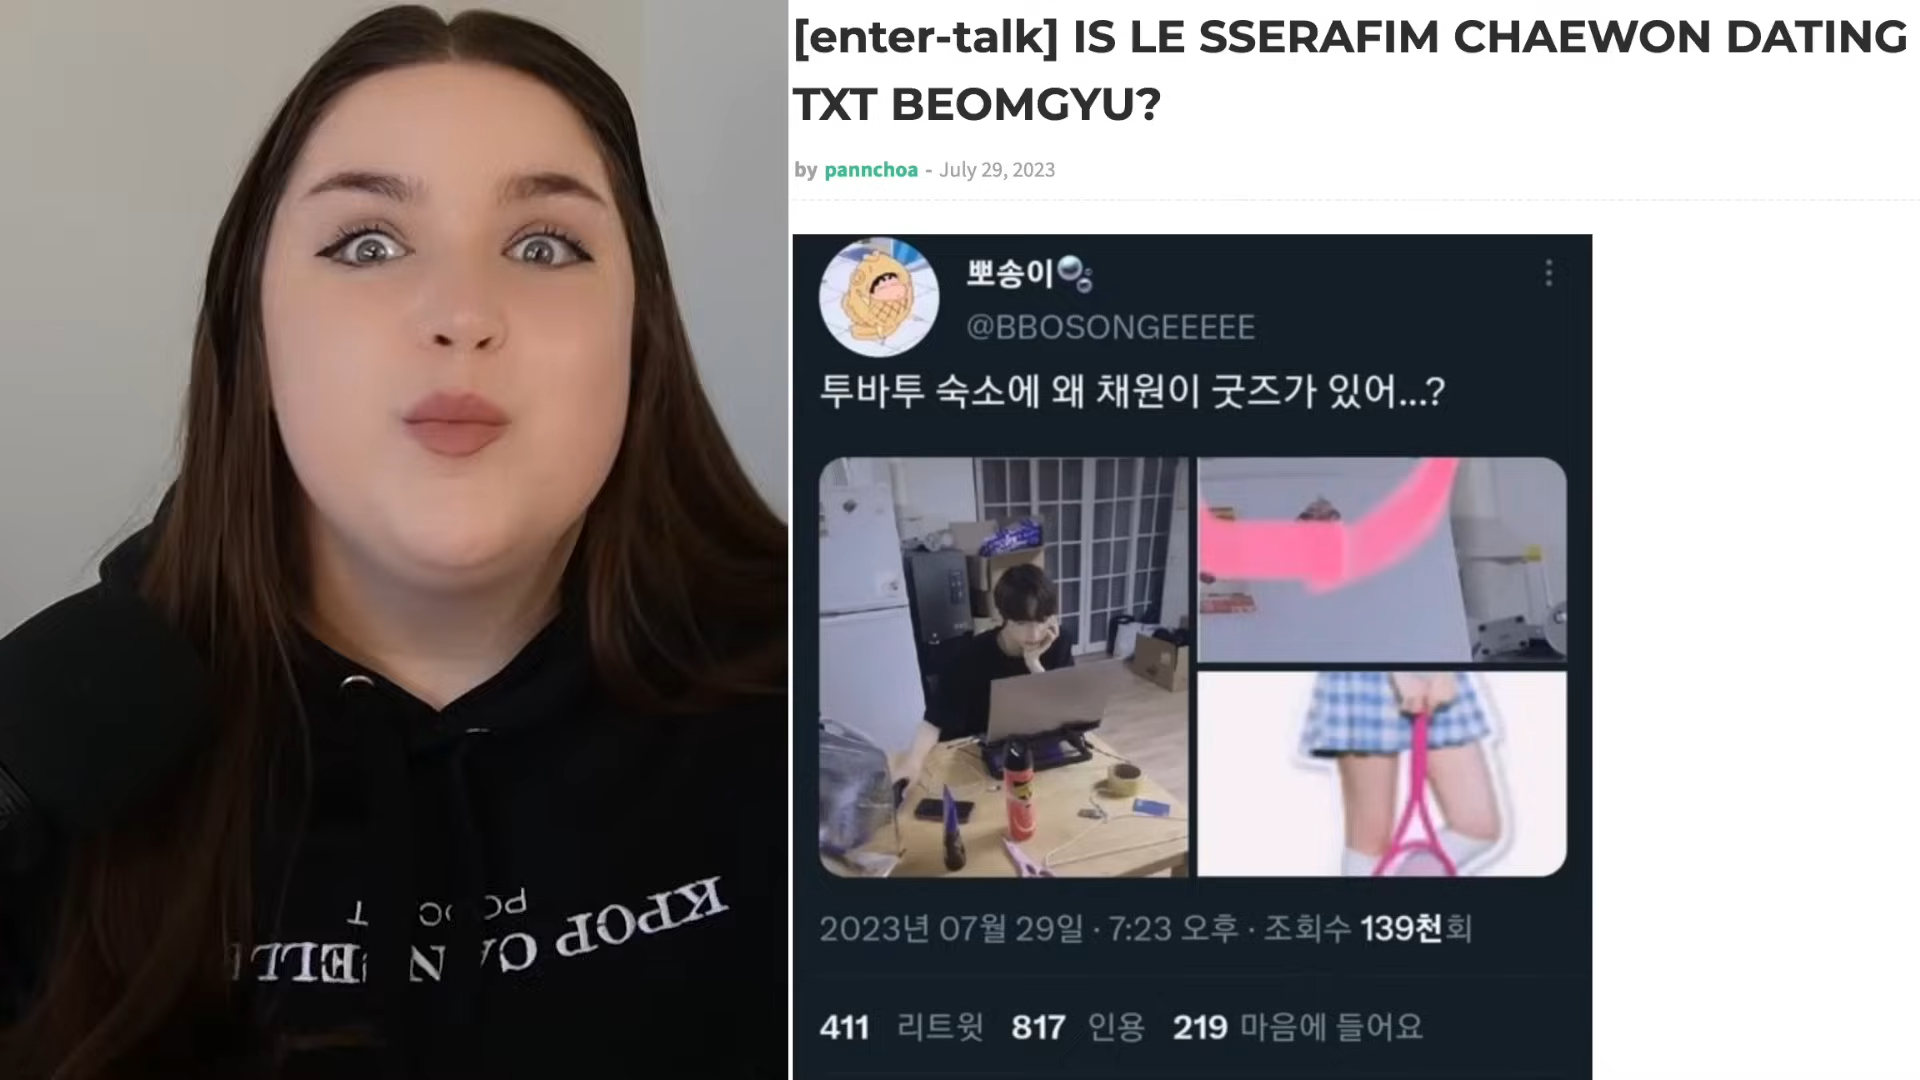 [enter-talk] IS LE SSERAFIM CHAEWON DATING
TXT BEOMGYU?
by pannchoa - July 29, 2023
뽀송이
@BBOSONGEEEEE
투바투 숙소에 왜 채원이 굿즈가 있어...?
2023년 07월 29일 · 7:23 오후 · 조회수 139천회
411 리트윗 817 인용 219 마음에 들어요
KPOP